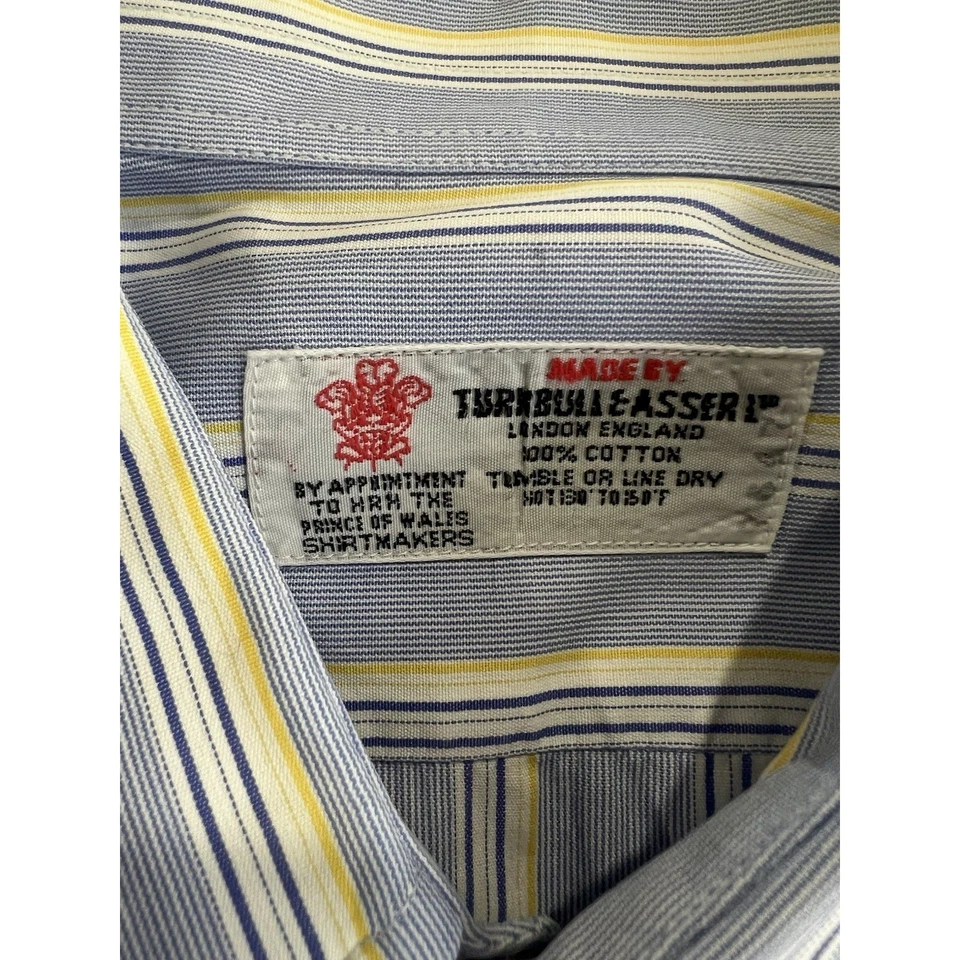 MADE BY
TURNBULL & ASSER LTD
LONDON ENGLAND
100% COTTON
TUMBLE OR LINE DRY
HOT 130° TO 150°F
BY APPOINTMENT
TO HRH THE
PRINCE OF WALES
SHIRTMAKERS